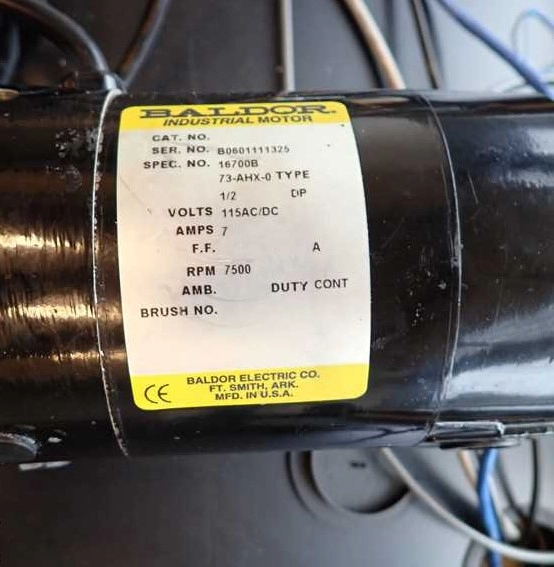 BALDOR
INDUSTRIAL MOTOR
CAT. NO.
SER. NO. B0601111325
SPEC. NO. 16700B
73-AHX-0 TYPE
1/2 DP
VOLTS 115AC/DC
AMPS 7
F.F. A
RPM 7500
AMB. DUTY CONT
BRUSH NO.
CE BALDOR ELECTRIC CO.
FT. SMITH, ARK.
MFD. IN U.S.A.